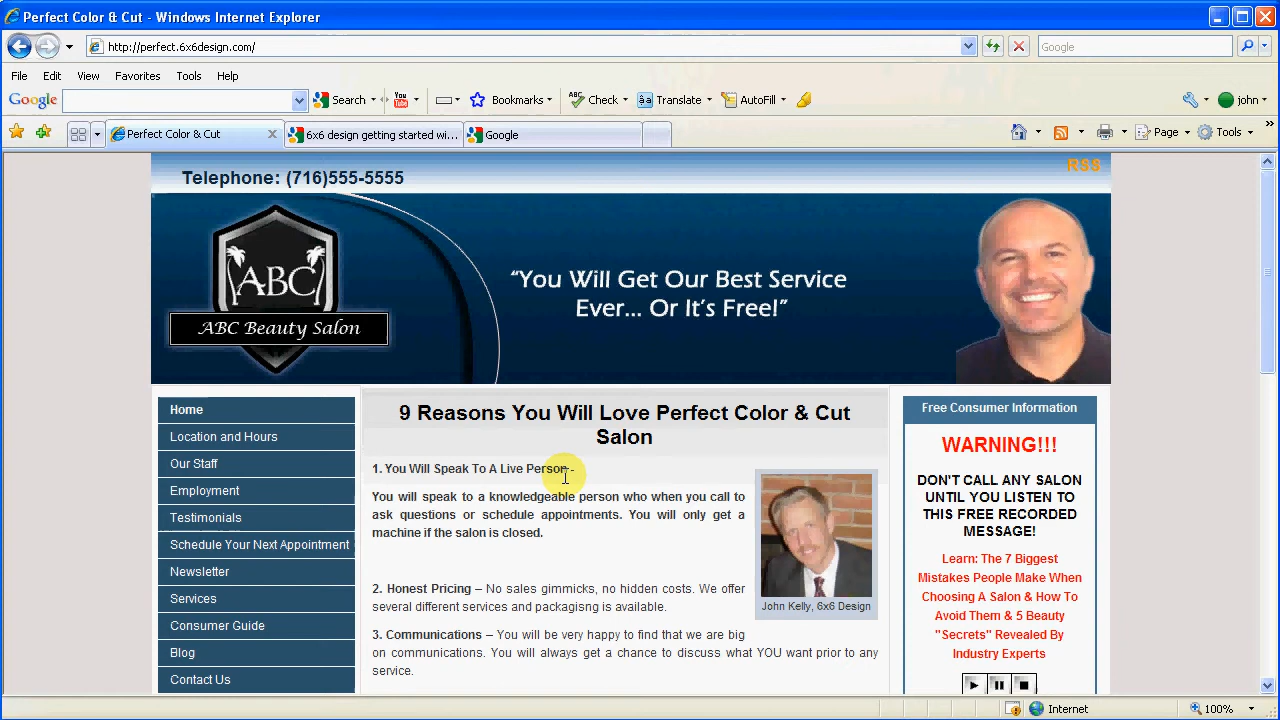 Perfect Color & Cut - Windows Internet Explorer
http://perfect.6x6design.com/
Google
File Edit View Favorites Tools Help
Google Search You Tube Bookmarks ABC Check Translate AutoFill john
Perfect Color & Cut 6x6 design getting started wi... Google Page Tools
Telephone: (716)555-5555 RSS
ABC
ABC Beauty Salon
“You Will Get Our Best Service
Ever... Or It’s Free!”
Home
Location and Hours
Our Staff
Employment
Testimonials
Schedule Your Next Appointment
Newsletter
Services
Consumer Guide
Blog
Contact Us
9 Reasons You Will Love Perfect Color & Cut
Salon
1. You Will Speak To A Live Person -
You will speak to a knowledgeable person who when you call to
ask questions or schedule appointments. You will only get a
machine if the salon is closed.
John Kelly, 6x6 Design
2. Honest Pricing – No sales gimmicks, no hidden costs. We offer
several different services and packagisng is available.
3. Communications – You will be very happy to find that we are big
on communications. You will always get a chance to discuss what YOU want prior to any
service.
Free Consumer Information
WARNING!!!
DON'T CALL ANY SALON
UNTIL YOU LISTEN TO
THIS FREE RECORDED
MESSAGE!
Learn: The 7 Biggest
Mistakes People Make When
Choosing A Salon & How To
Avoid Them & 5 Beauty
"Secrets" Revealed By
Industry Experts
Internet 100%